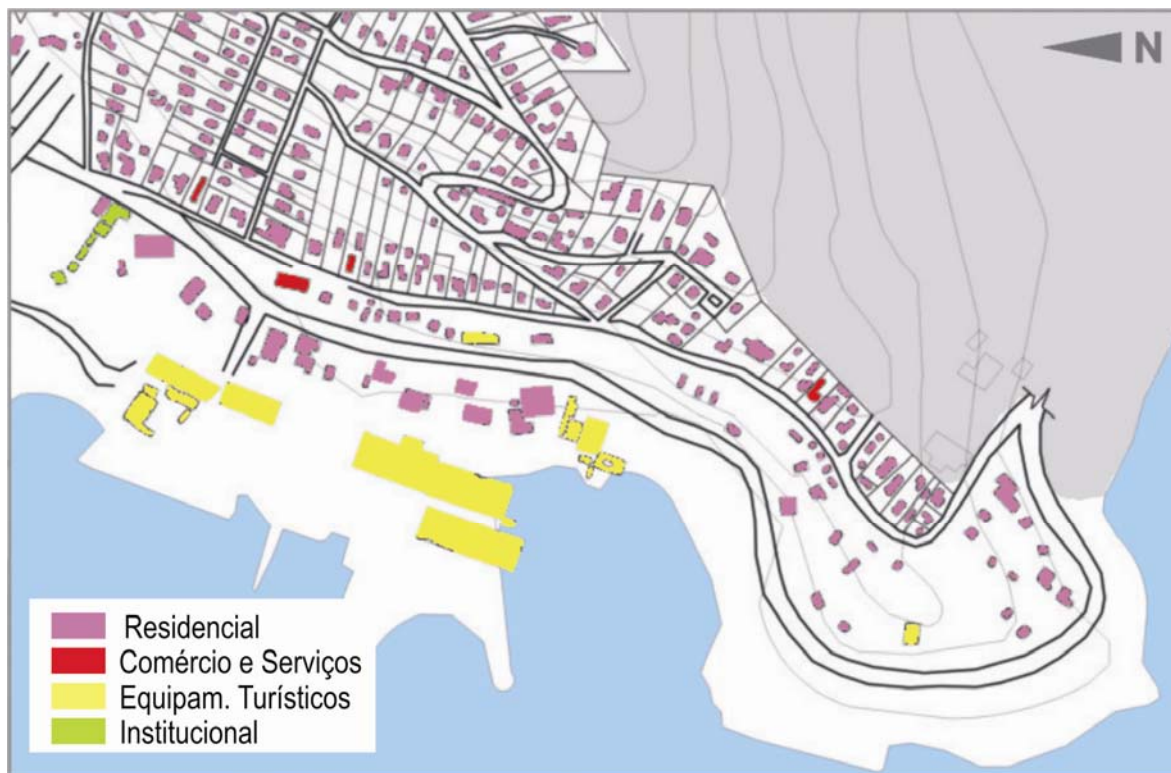 N
Residencial
Comércio e Serviços
Equipam. Turísticos
Institucional